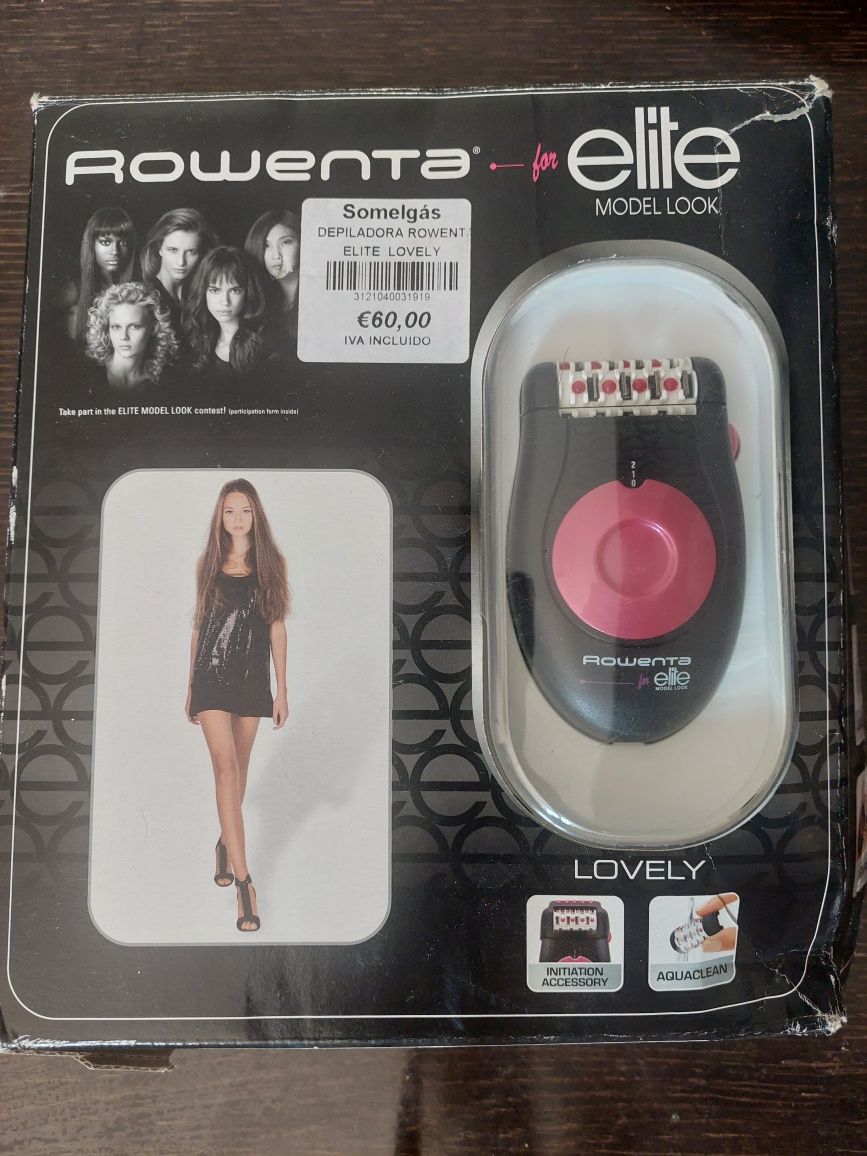 Rowenta® for elite
MODEL LOOK
Somelgás
DEPILADORA ROWENT
ELITE LOVELY
3121040031919
€60,00
IVA INCLUIDO
Take part in the ELITE MODEL LOOK contest! (participation form inside)
2
1
0
Rowenta
for elite
MODEL LOOK
LOVELY
INITIATION
ACCESSORY
AQUACLEAN